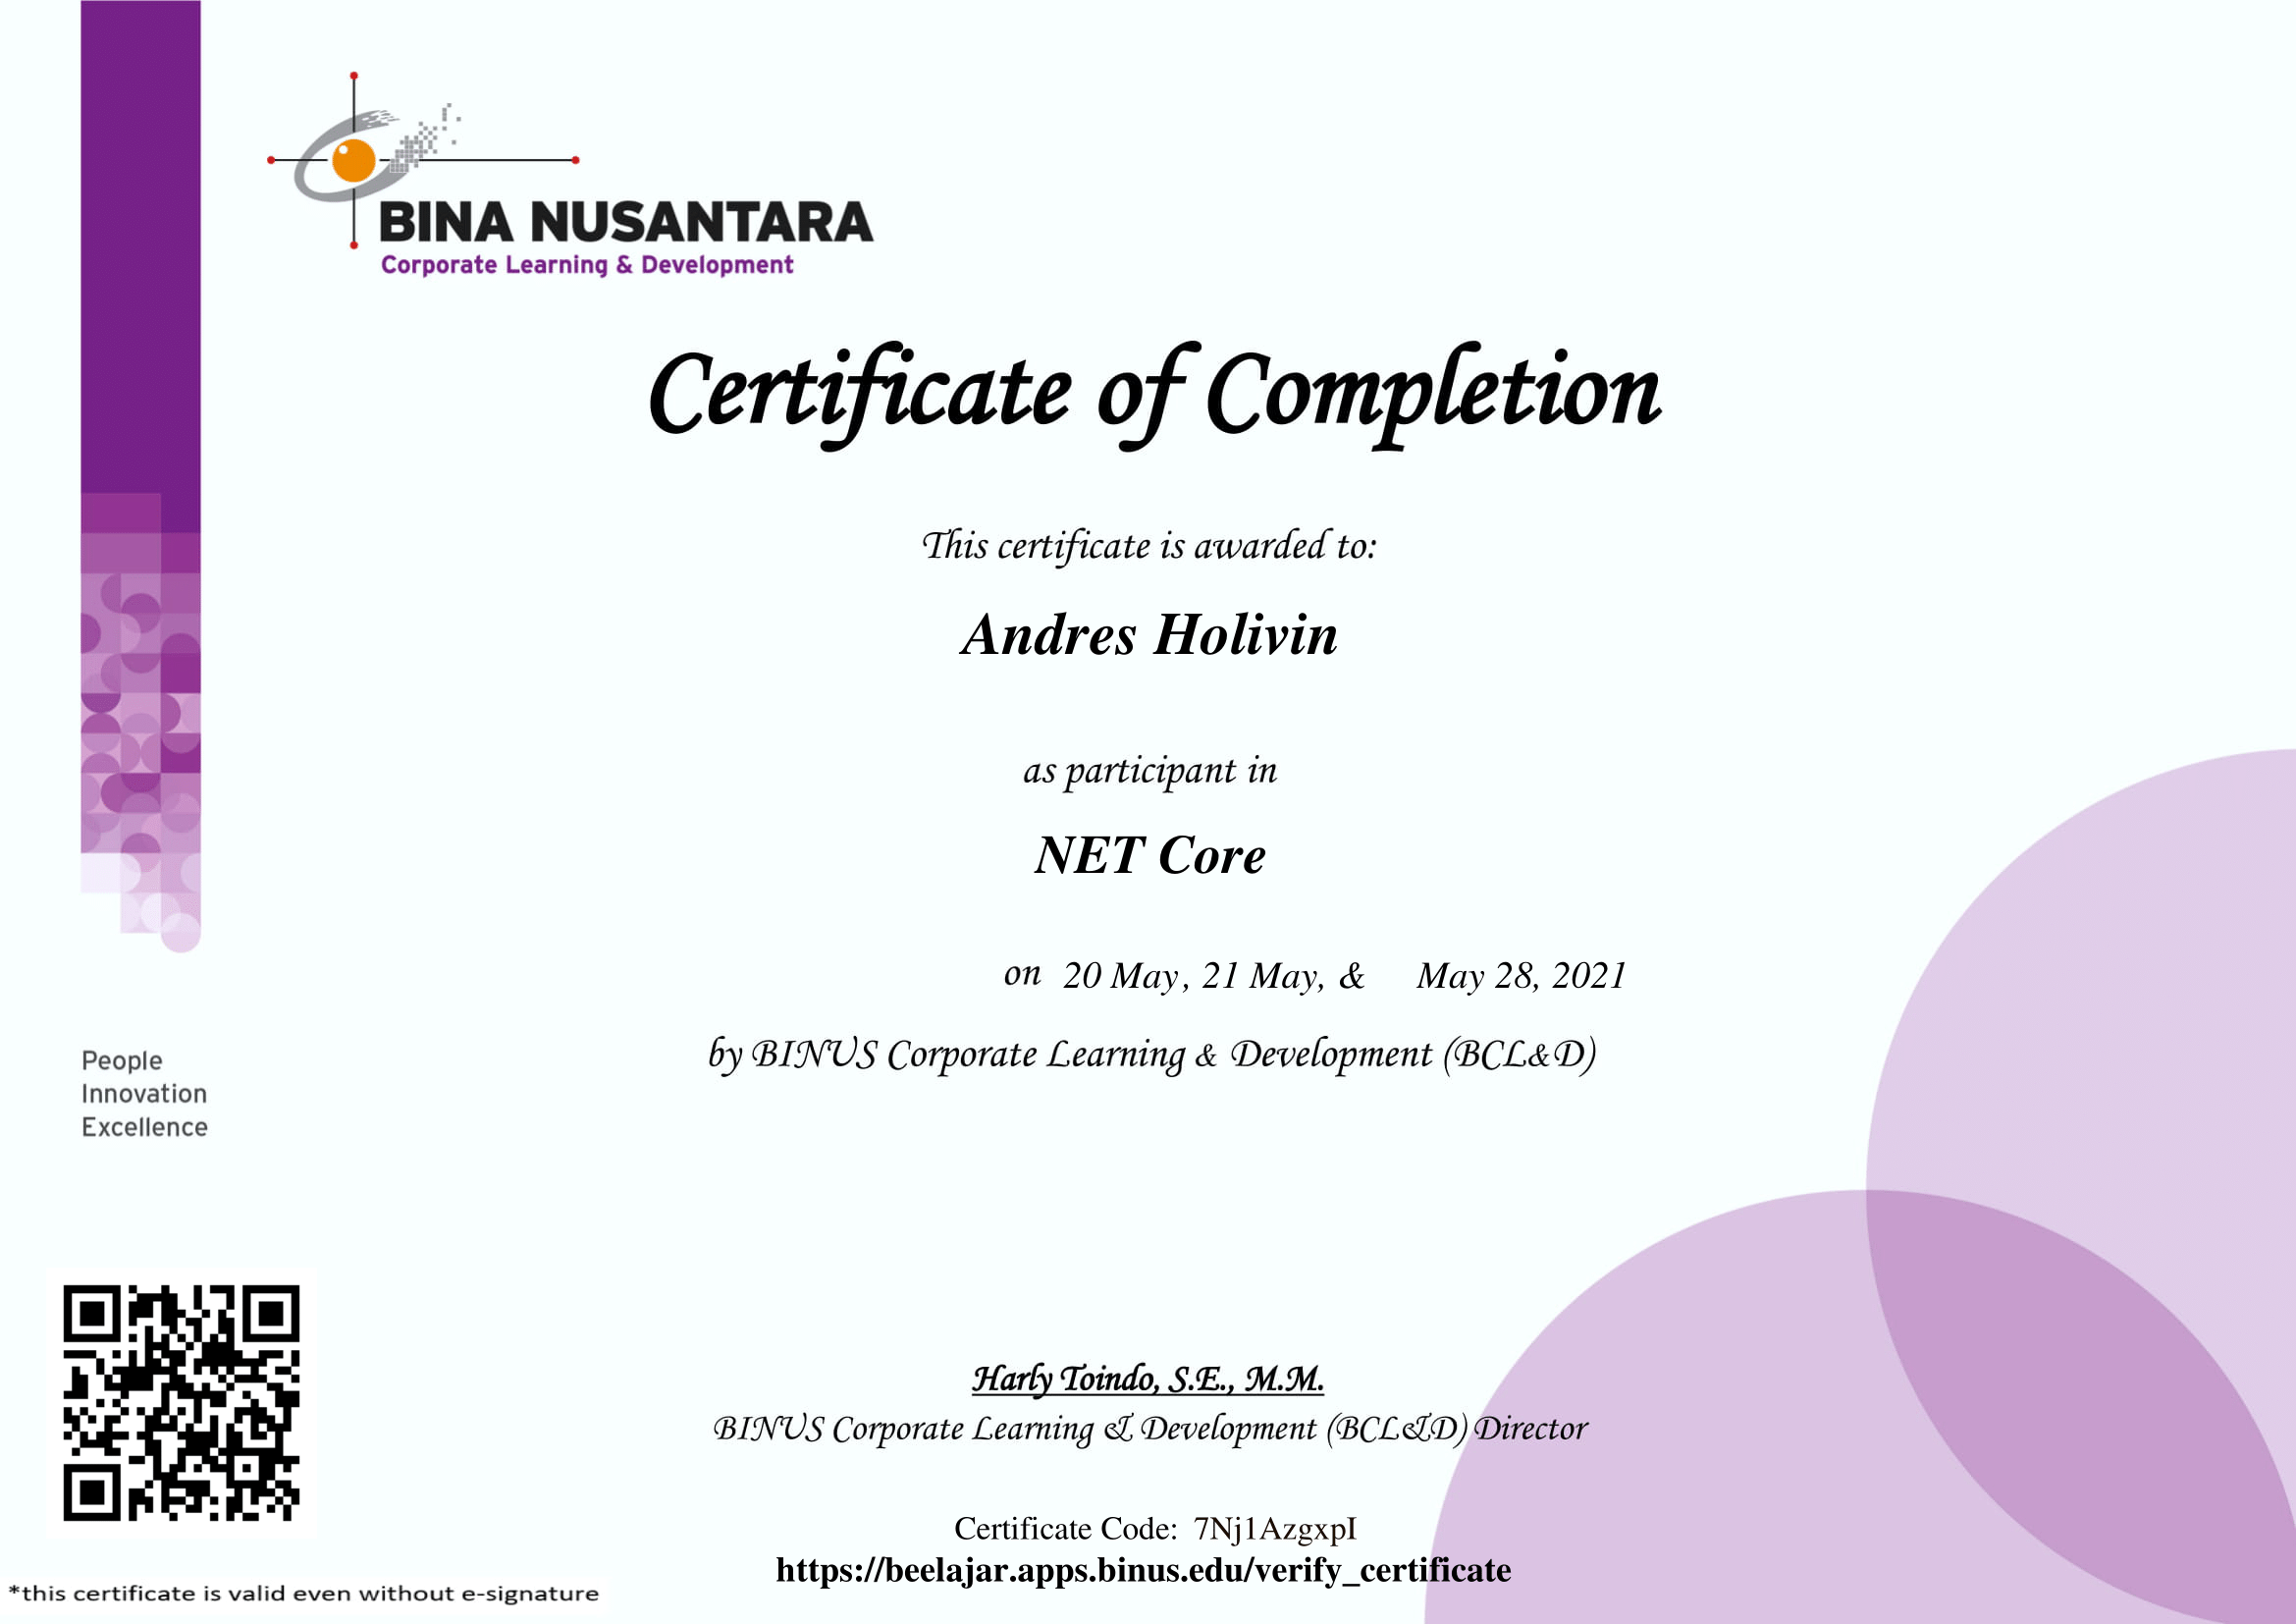 BINA NUSANTARA
Corporate Learning & Development
Certificate of Completion
This certificate is awarded to:
Andres Holivin
as participant in
NET Core
on 20 May, 21 May, & May 28, 2021
by BINUS Corporate Learning & Development (BCL&D)
People
Innovation
Excellence
Harly Toindo, S.E., M.M.
BINUS Corporate Learning & Development (BCL&D) Director
Certificate Code: 7Nj1AzgxpI
https://beelajar.apps.binus.edu/verify_certificate
*this certificate is valid even without e-signature